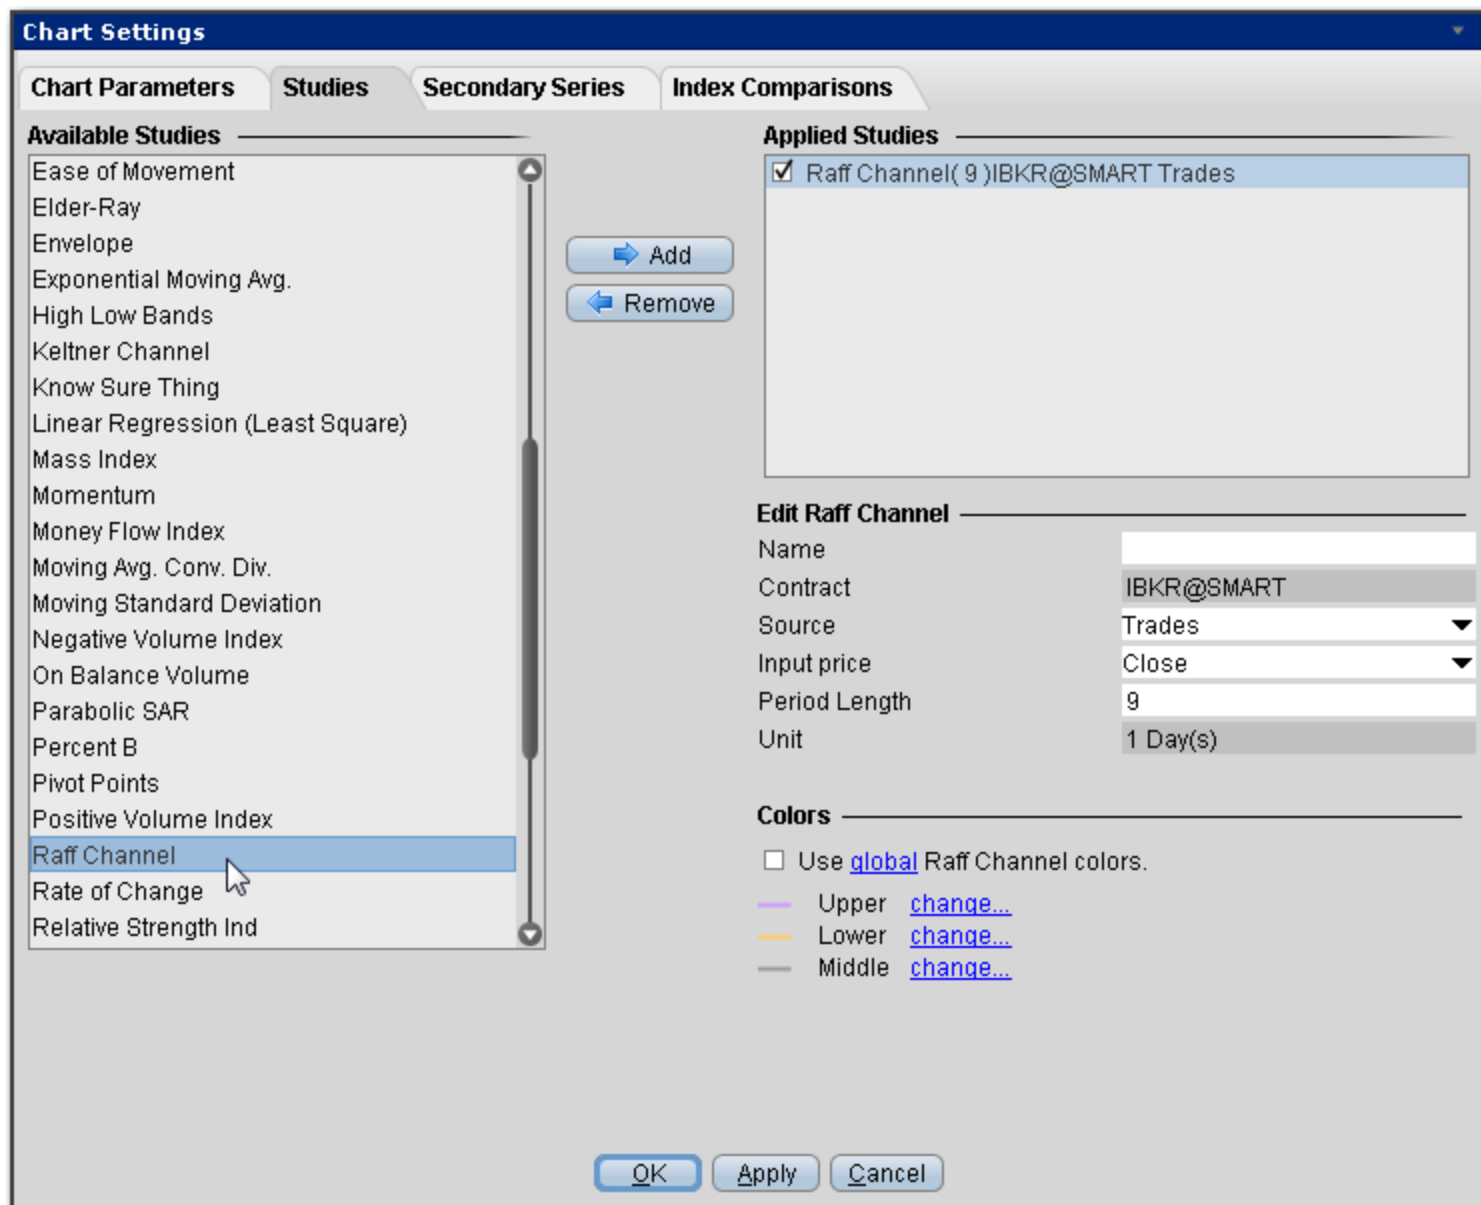 Chart Settings
Chart Parameters
Studies
Secondary Series
Index Comparisons
Available Studies
Ease of Movement
Elder-Ray
Envelope
Exponential Moving Avg.
High Low Bands
Keltner Channel
Know Sure Thing
Linear Regression (Least Square)
Mass Index
Momentum
Money Flow Index
Moving Avg. Conv. Div.
Moving Standard Deviation
Negative Volume Index
On Balance Volume
Parabolic SAR
Percent B
Pivot Points
Positive Volume Index
Raff Channel
Rate of Change
Relative Strength Ind
Add
Remove
Applied Studies
Raff Channel( 9 )IBKR@SMART Trades
Edit Raff Channel
Name
Contract IBKR@SMART
Source Trades
Input price Close
Period Length 9
Unit 1 Day(s)
Colors
Use global Raff Channel colors.
Upper change...
Lower change...
Middle change...
OK Apply Cancel